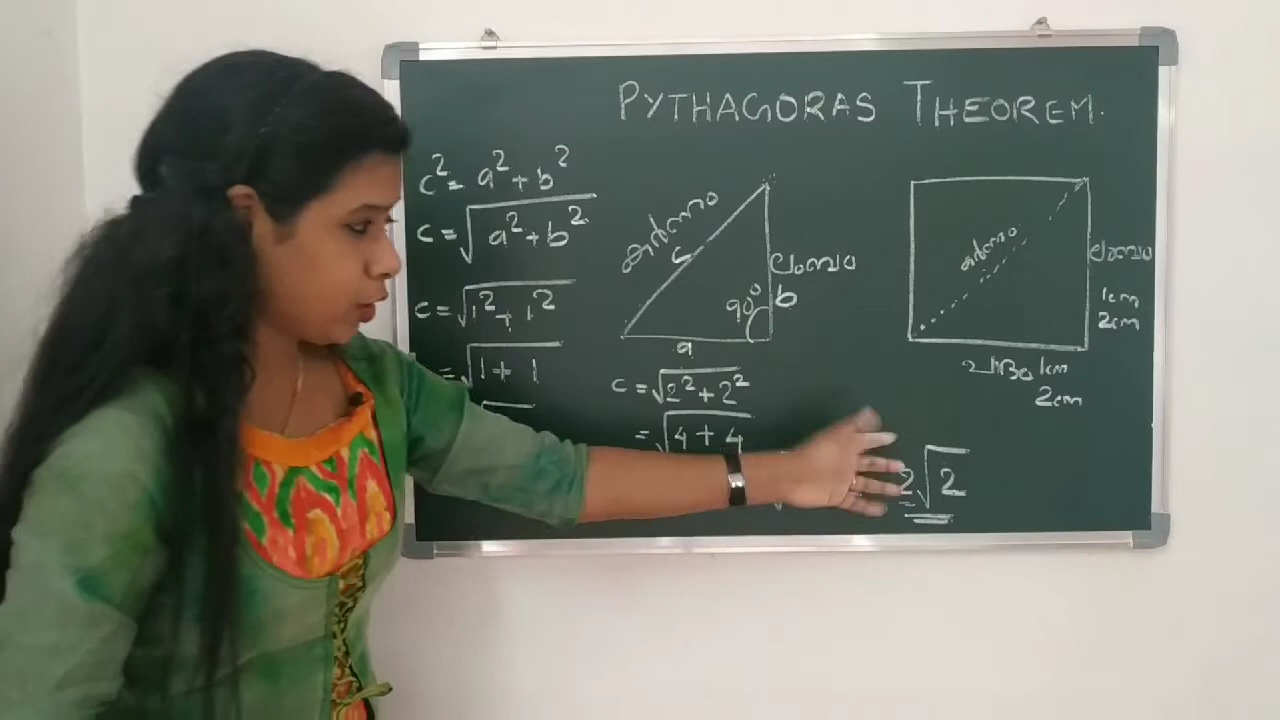 PYTHAGORAS THEOREM.
c² = a² + b²
c = √a² + b²
c = √1² + 1²
= √1 + 1
കർണ്ണം
c
ലംബം
90°
b
a
c = √2² + 2²
= √4 + 4
= 2√2
കർണ്ണം
ലംബം
1cm
2cm
പാദം 1cm
2cm